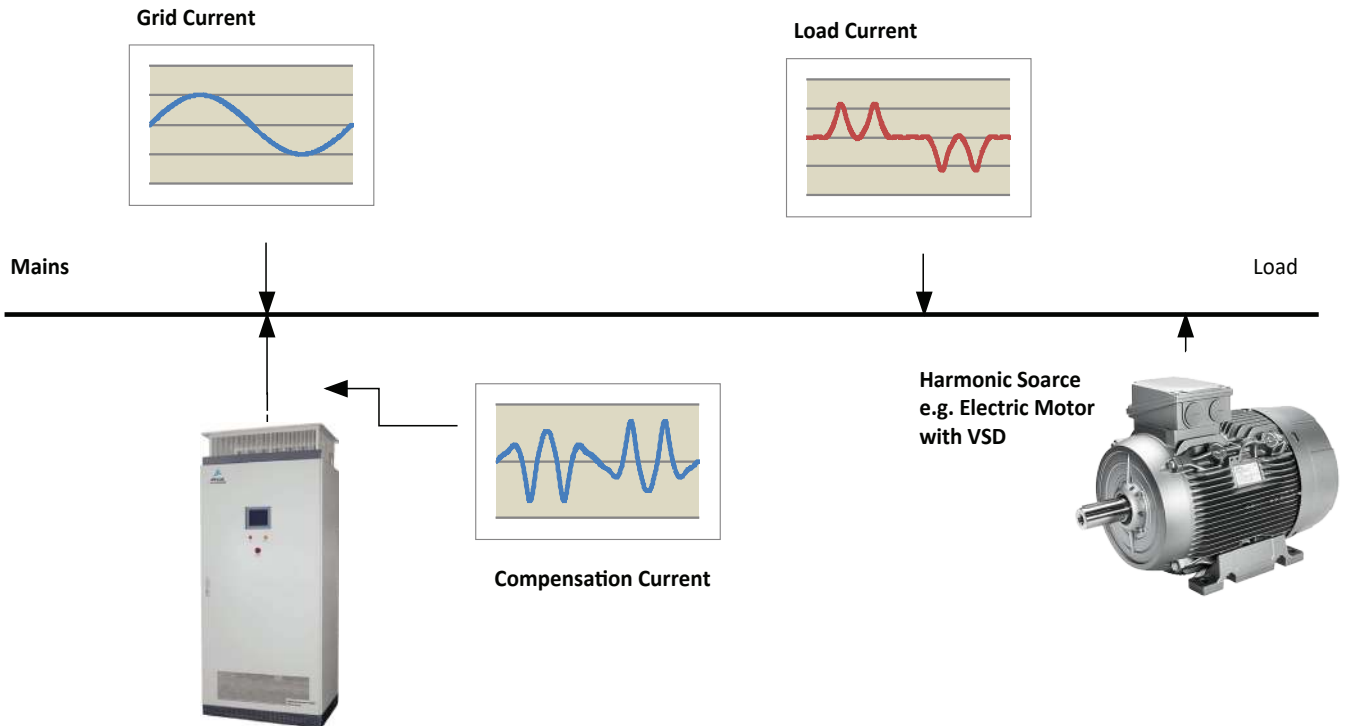 Grid Current
Load Current
Mains
Load
Harmonic Soarce
e.g. Electric Motor
with VSD
Compensation Current